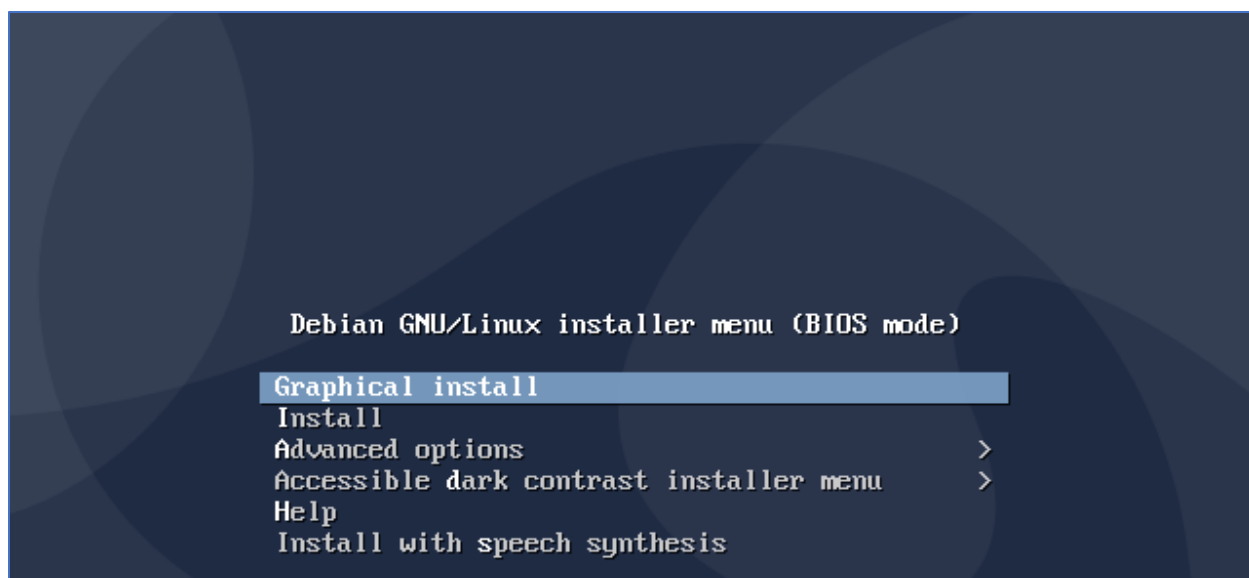 Debian GNU/Linux installer menu (BIOS mode)
Graphical install
Install
Advanced options >
Accessible dark contrast installer menu >
Help
Install with speech synthesis